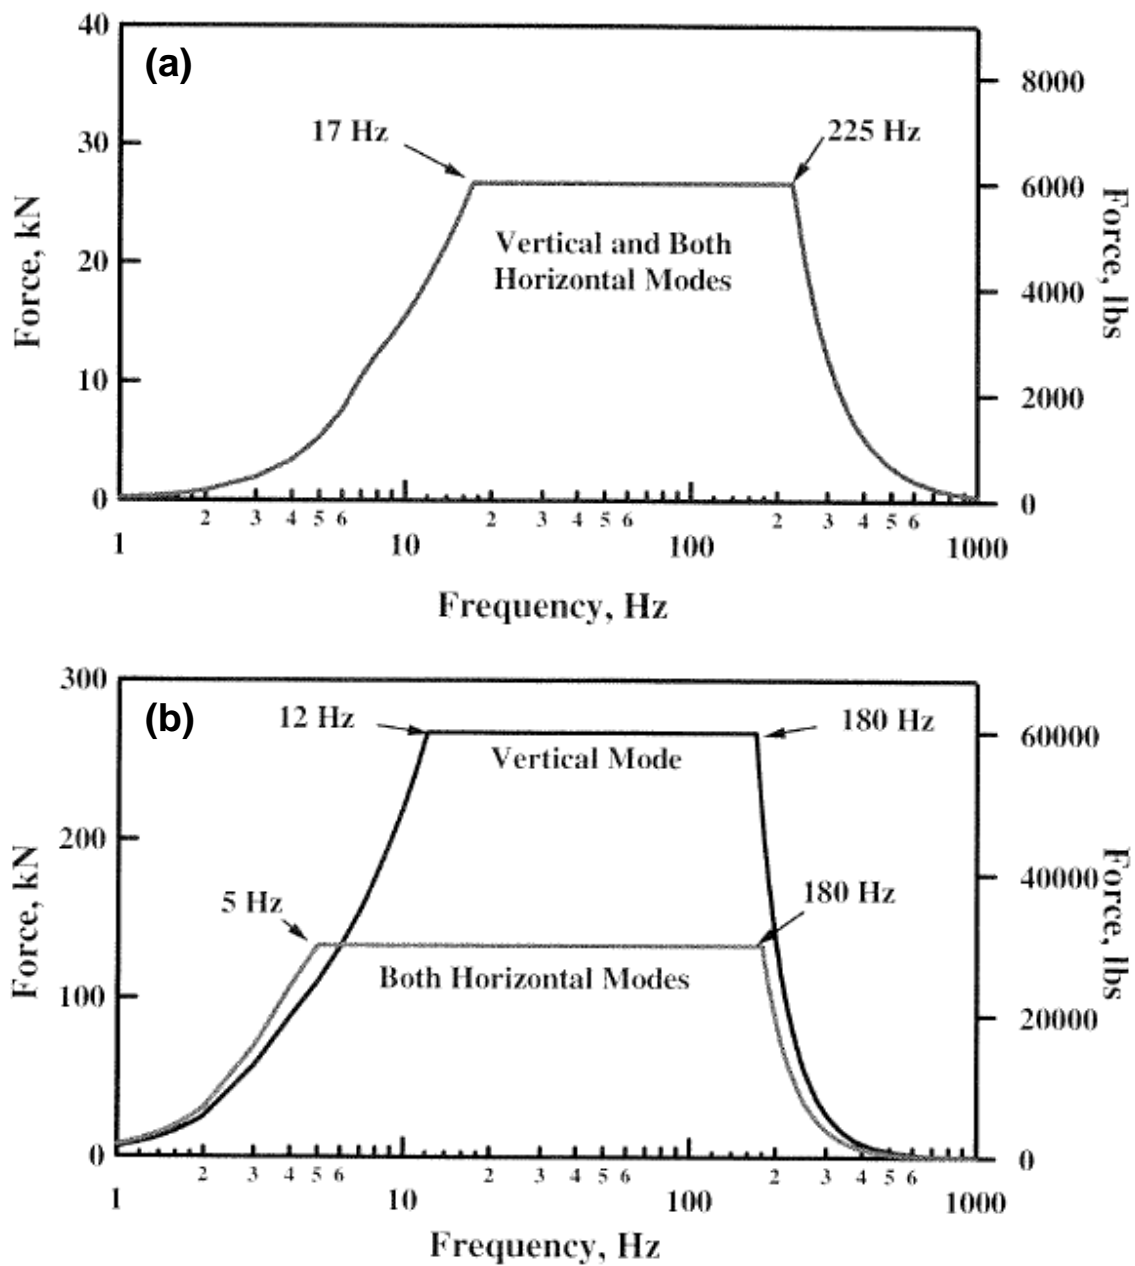 (a)
40
30
20
10
0
Force, kN
17 Hz
225 Hz
Vertical and Both
Horizontal Modes
8000
6000
4000
2000
0
Force, lbs
2 3 4 5 6 2 3 4 5 6 2 3 4 5 6
1 10 100 1000
Frequency, Hz
(b)
300
200
100
0
Force, kN
12 Hz
180 Hz
Vertical Mode
5 Hz
180 Hz
Both Horizontal Modes
60000
40000
20000
0
Force, lbs
2 3 4 5 6 2 3 4 5 6 2 3 4 5 6
1 10 100 1000
Frequency, Hz